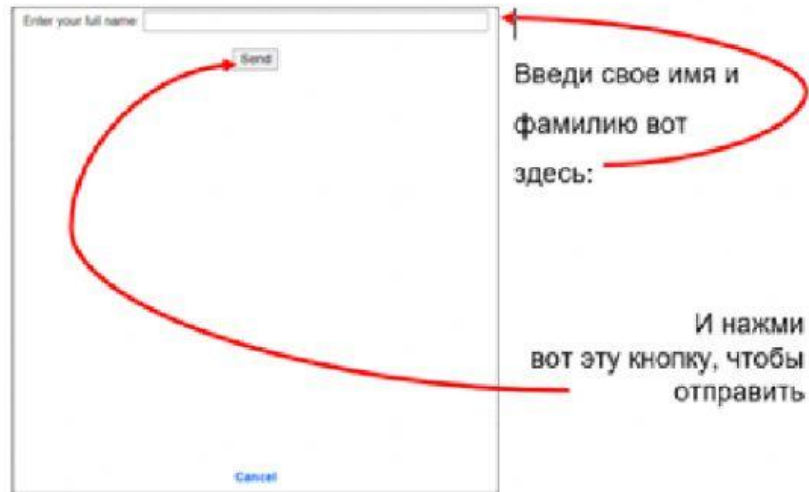 Enter your full name
Send
Введи свое имя и
фамилию вот
здесь:
И нажми
вот эту кнопку, чтобы
отправить
Cancel